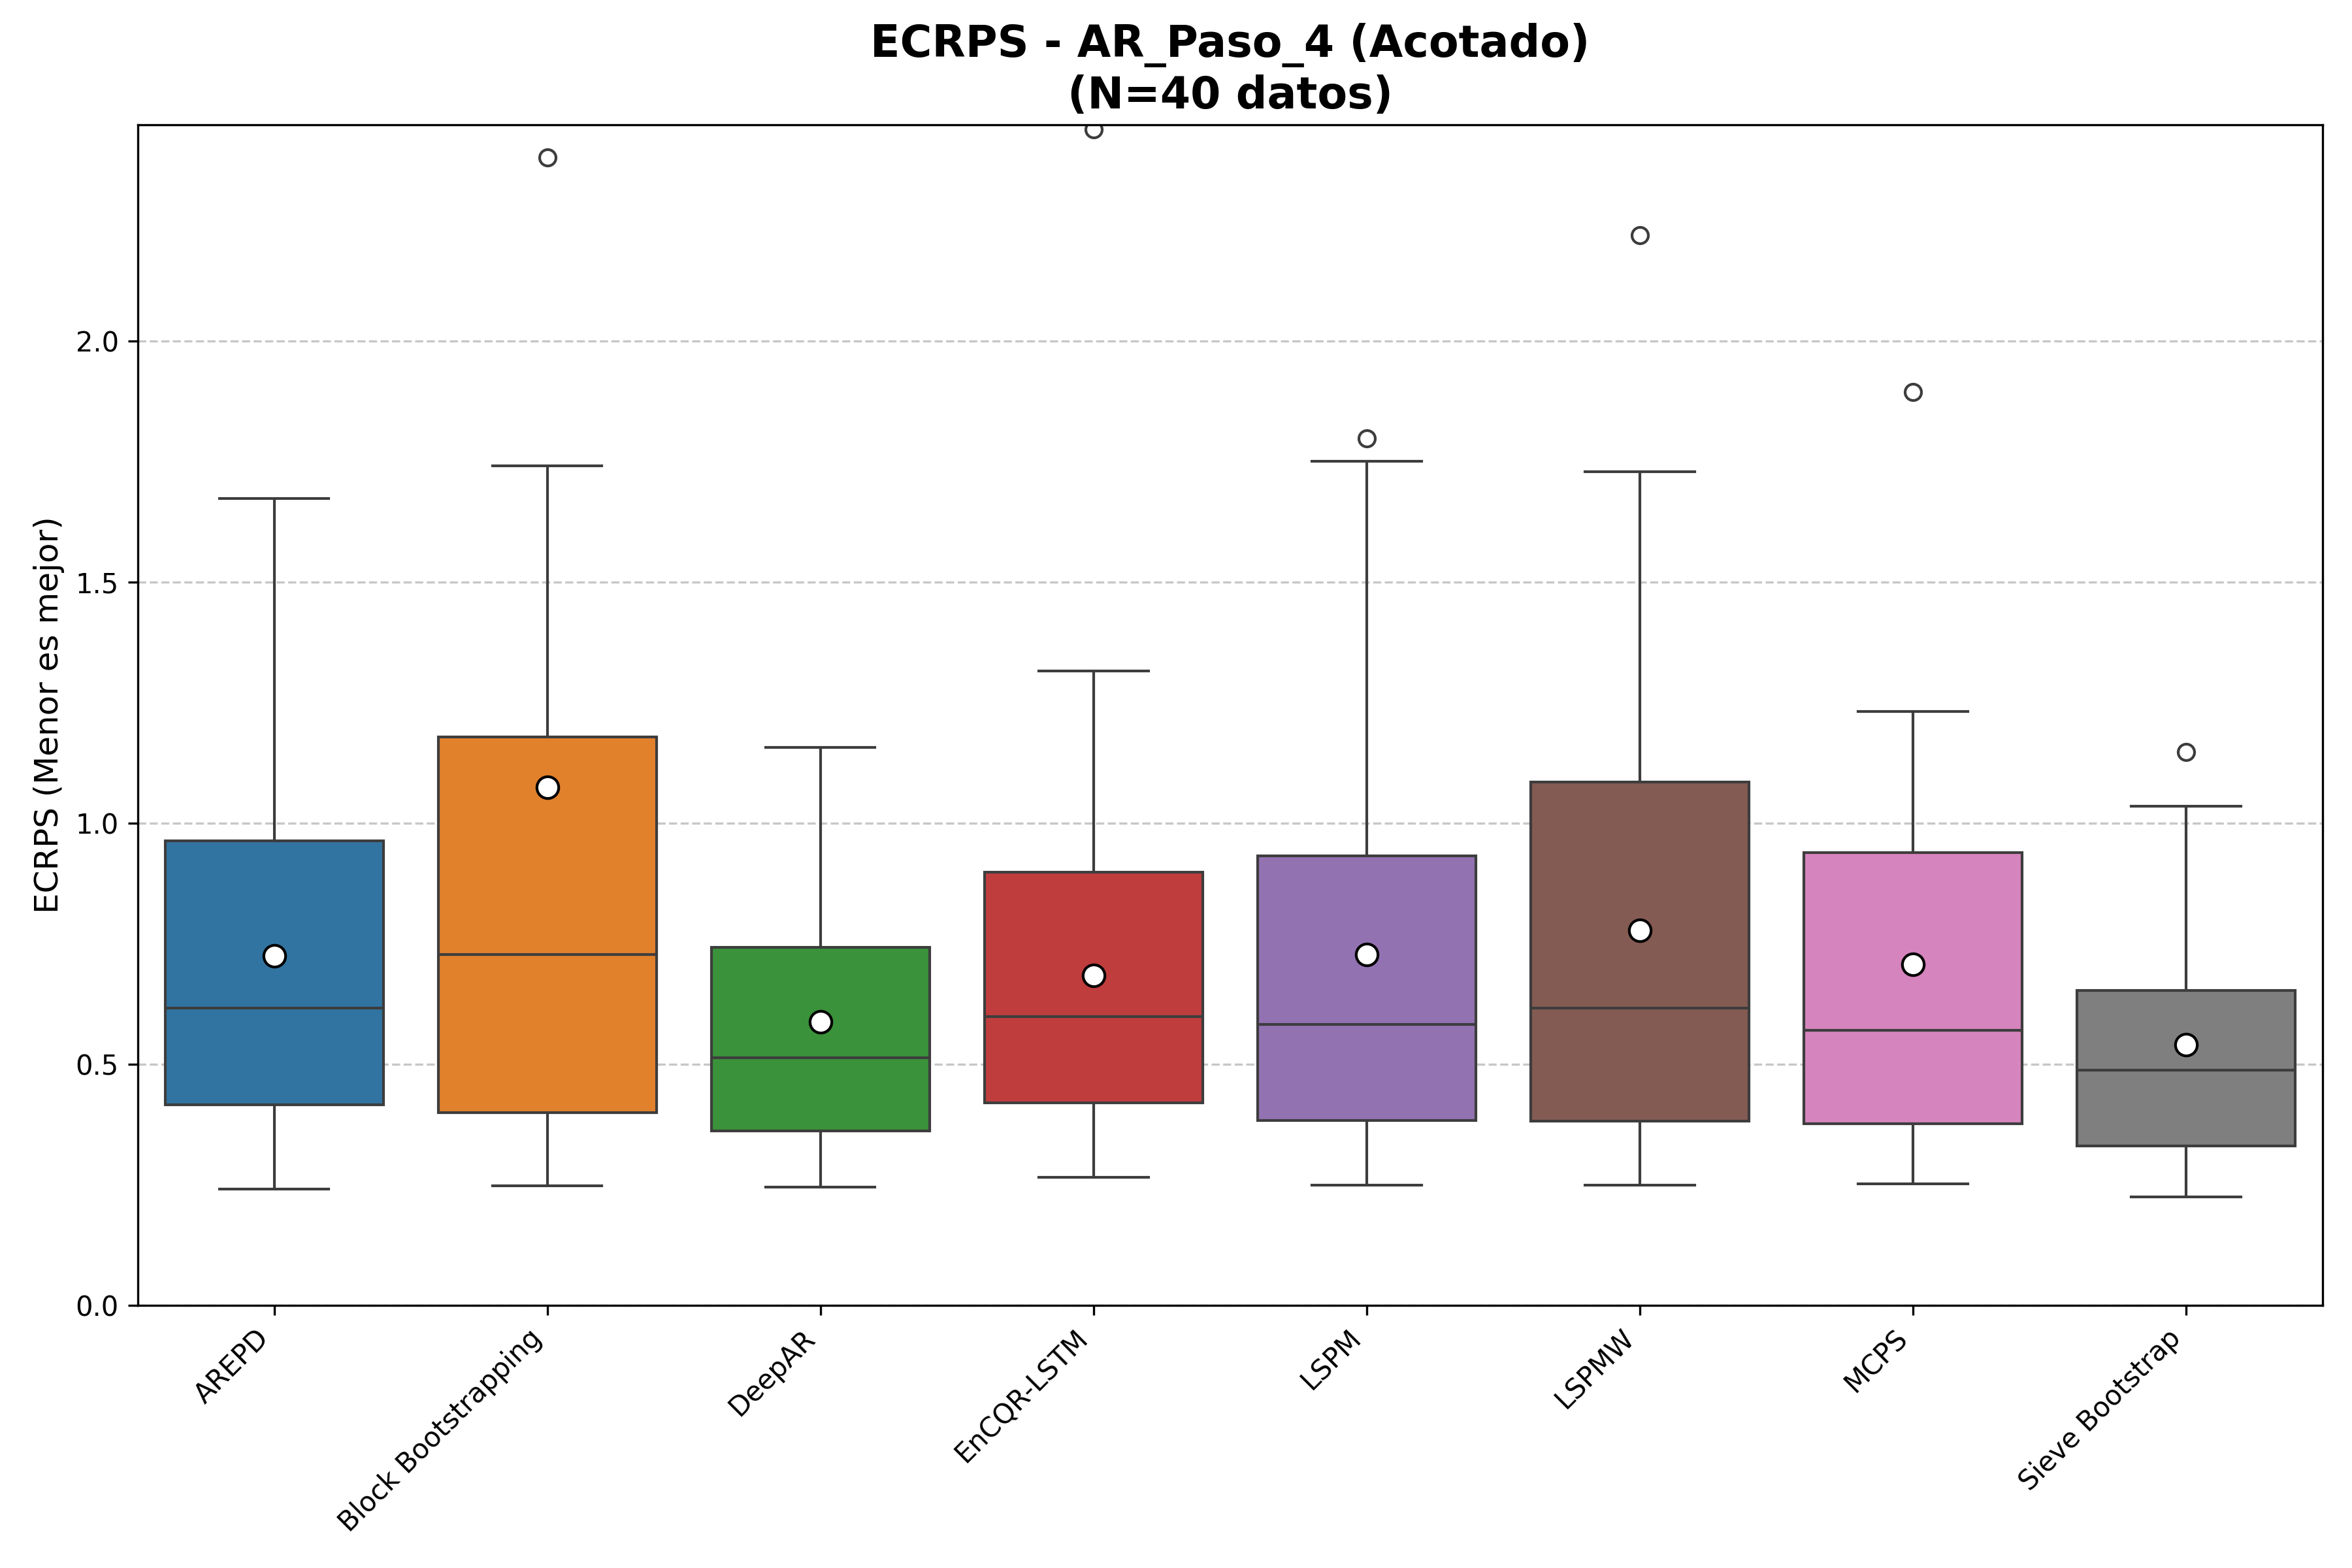 ECRPS - AR_Paso_4 (Acotado)
(N=40 datos)
ECRPS (Menor es mejor)
2.0
1.5
1.0
0.5
0.0
AREPD
Block Bootstrapping
DeepAR
EnCQR-LSTM
LSPM
LSPMW
MCPS
Sieve Bootstrap